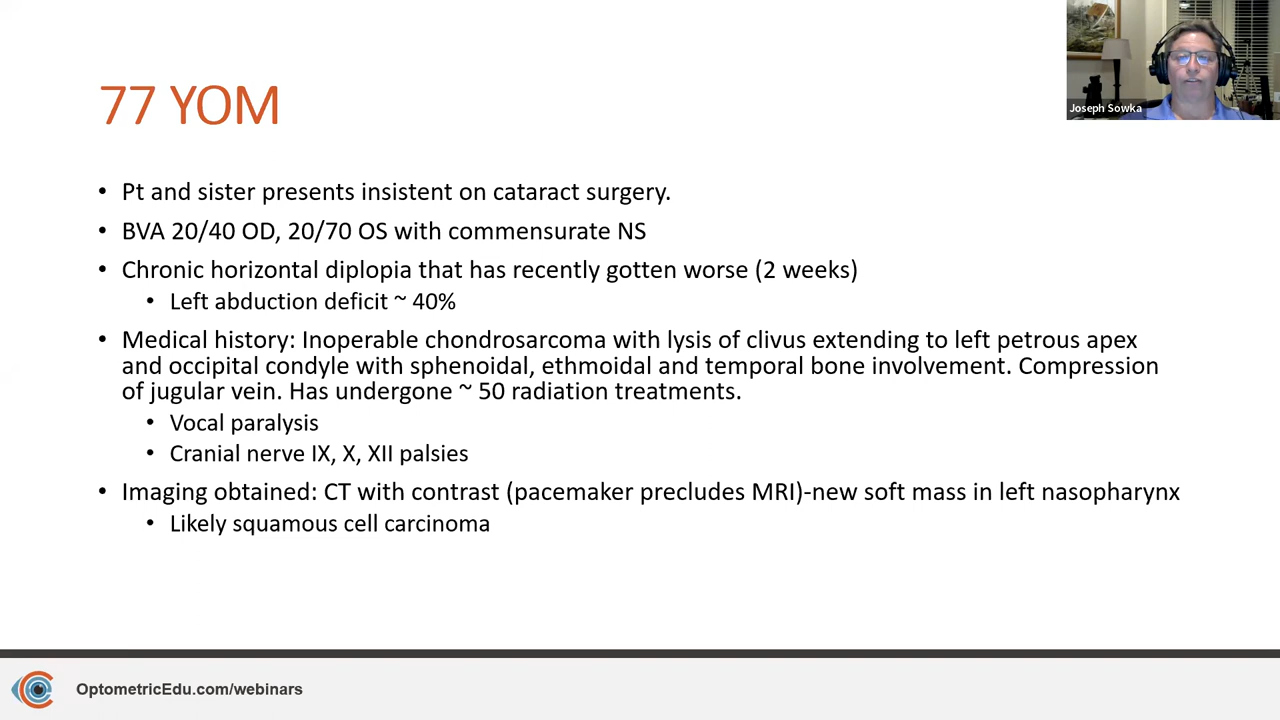 Joseph Sowka
77 YOM
• Pt and sister presents insistent on cataract surgery.
• BVA 20/40 OD, 20/70 OS with commensurate NS
• Chronic horizontal diplopia that has recently gotten worse (2 weeks)
• Left abduction deficit ~ 40%
• Medical history: Inoperable chondrosarcoma with lysis of clivus extending to left petrous apex
and occipital condyle with sphenoidal, ethmoidal and temporal bone involvement. Compression
of jugular vein. Has undergone ~ 50 radiation treatments.
• Vocal paralysis
• Cranial nerve IX, X, XII palsies
• Imaging obtained: CT with contrast (pacemaker precludes MRI)-new soft mass in left nasopharynx
• Likely squamous cell carcinoma
OptometricEdu.com/webinars